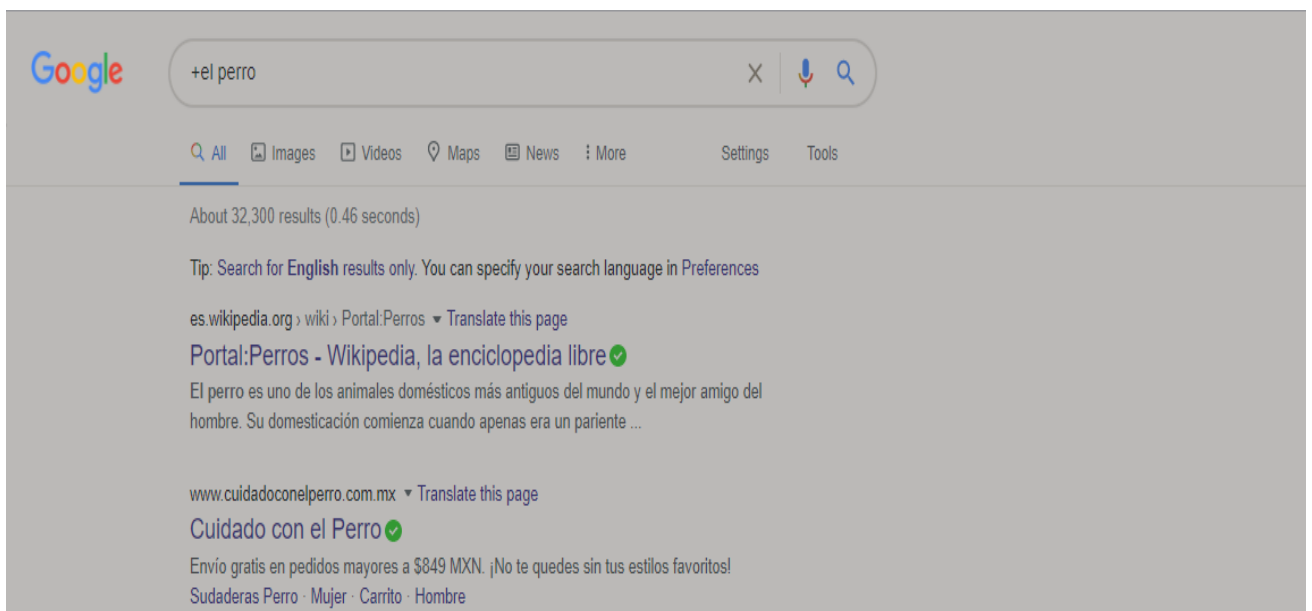 Google
+el perro
All Images Videos Maps News More Settings Tools
About 32,300 results (0.46 seconds)
Tip: Search for English results only. You can specify your search language in Preferences
es.wikipedia.org › wiki › Portal:Perros Translate this page
Portal:Perros - Wikipedia, la enciclopedia libre
El perro es uno de los animales domésticos más antiguos del mundo y el mejor amigo del
hombre. Su domesticación comienza cuando apenas era un pariente ...
www.cuidadoconelperro.com.mx Translate this page
Cuidado con el Perro
Envío gratis en pedidos mayores a $849 MXN. ¡No te quedes sin tus estilos favoritos!
Sudaderas Perro · Mujer · Carrito · Hombre